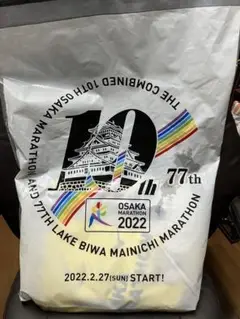 THE COMBINED 10TH OSAKA MARATHON AND 77TH LAKE BIWA MAINICHI MARATHON
10th
77th
OSAKA
MARATHON
2022
2022.2.27(SUN) START!